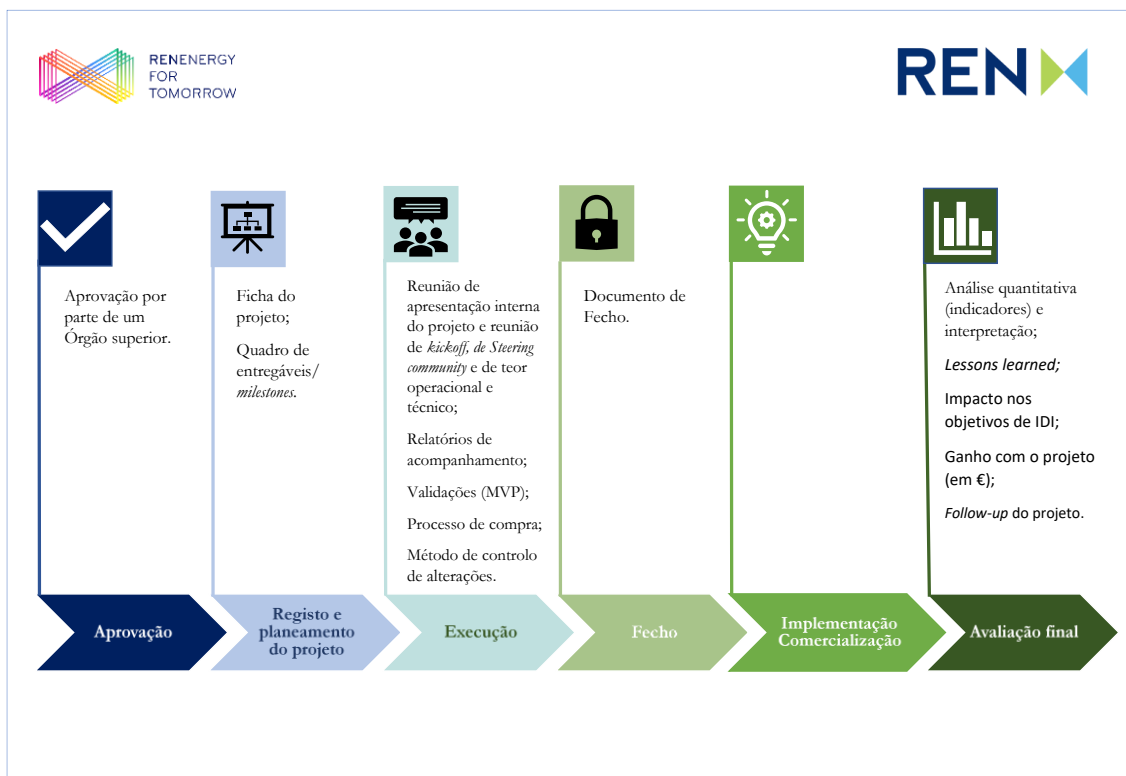 RENENERGY
FOR
TOMORROW
REN
Aprovação por
parte de um
Órgão superior.
Ficha do
projeto;
Quadro de
entregáveis/
milestones.
Reunião de
apresentação interna
do projeto e reunião
de kickoff, de Steering
community e de teor
operacional e
técnico;
Relatórios de
acompanhamento;
Validações (MVP);
Processo de compra;
Método de controlo
de alterações.
Documento de
Fecho.
Análise quantitativa
(indicadores) e
interpretação;
Lessons learned;
Impacto nos
objetivos de IDI;
Ganho com o projeto
(em €);
Follow-up do projeto.
Aprovação
Registo e
planeamento
do projeto
Execução
Fecho
Implementação
Comercialização
Avaliação final